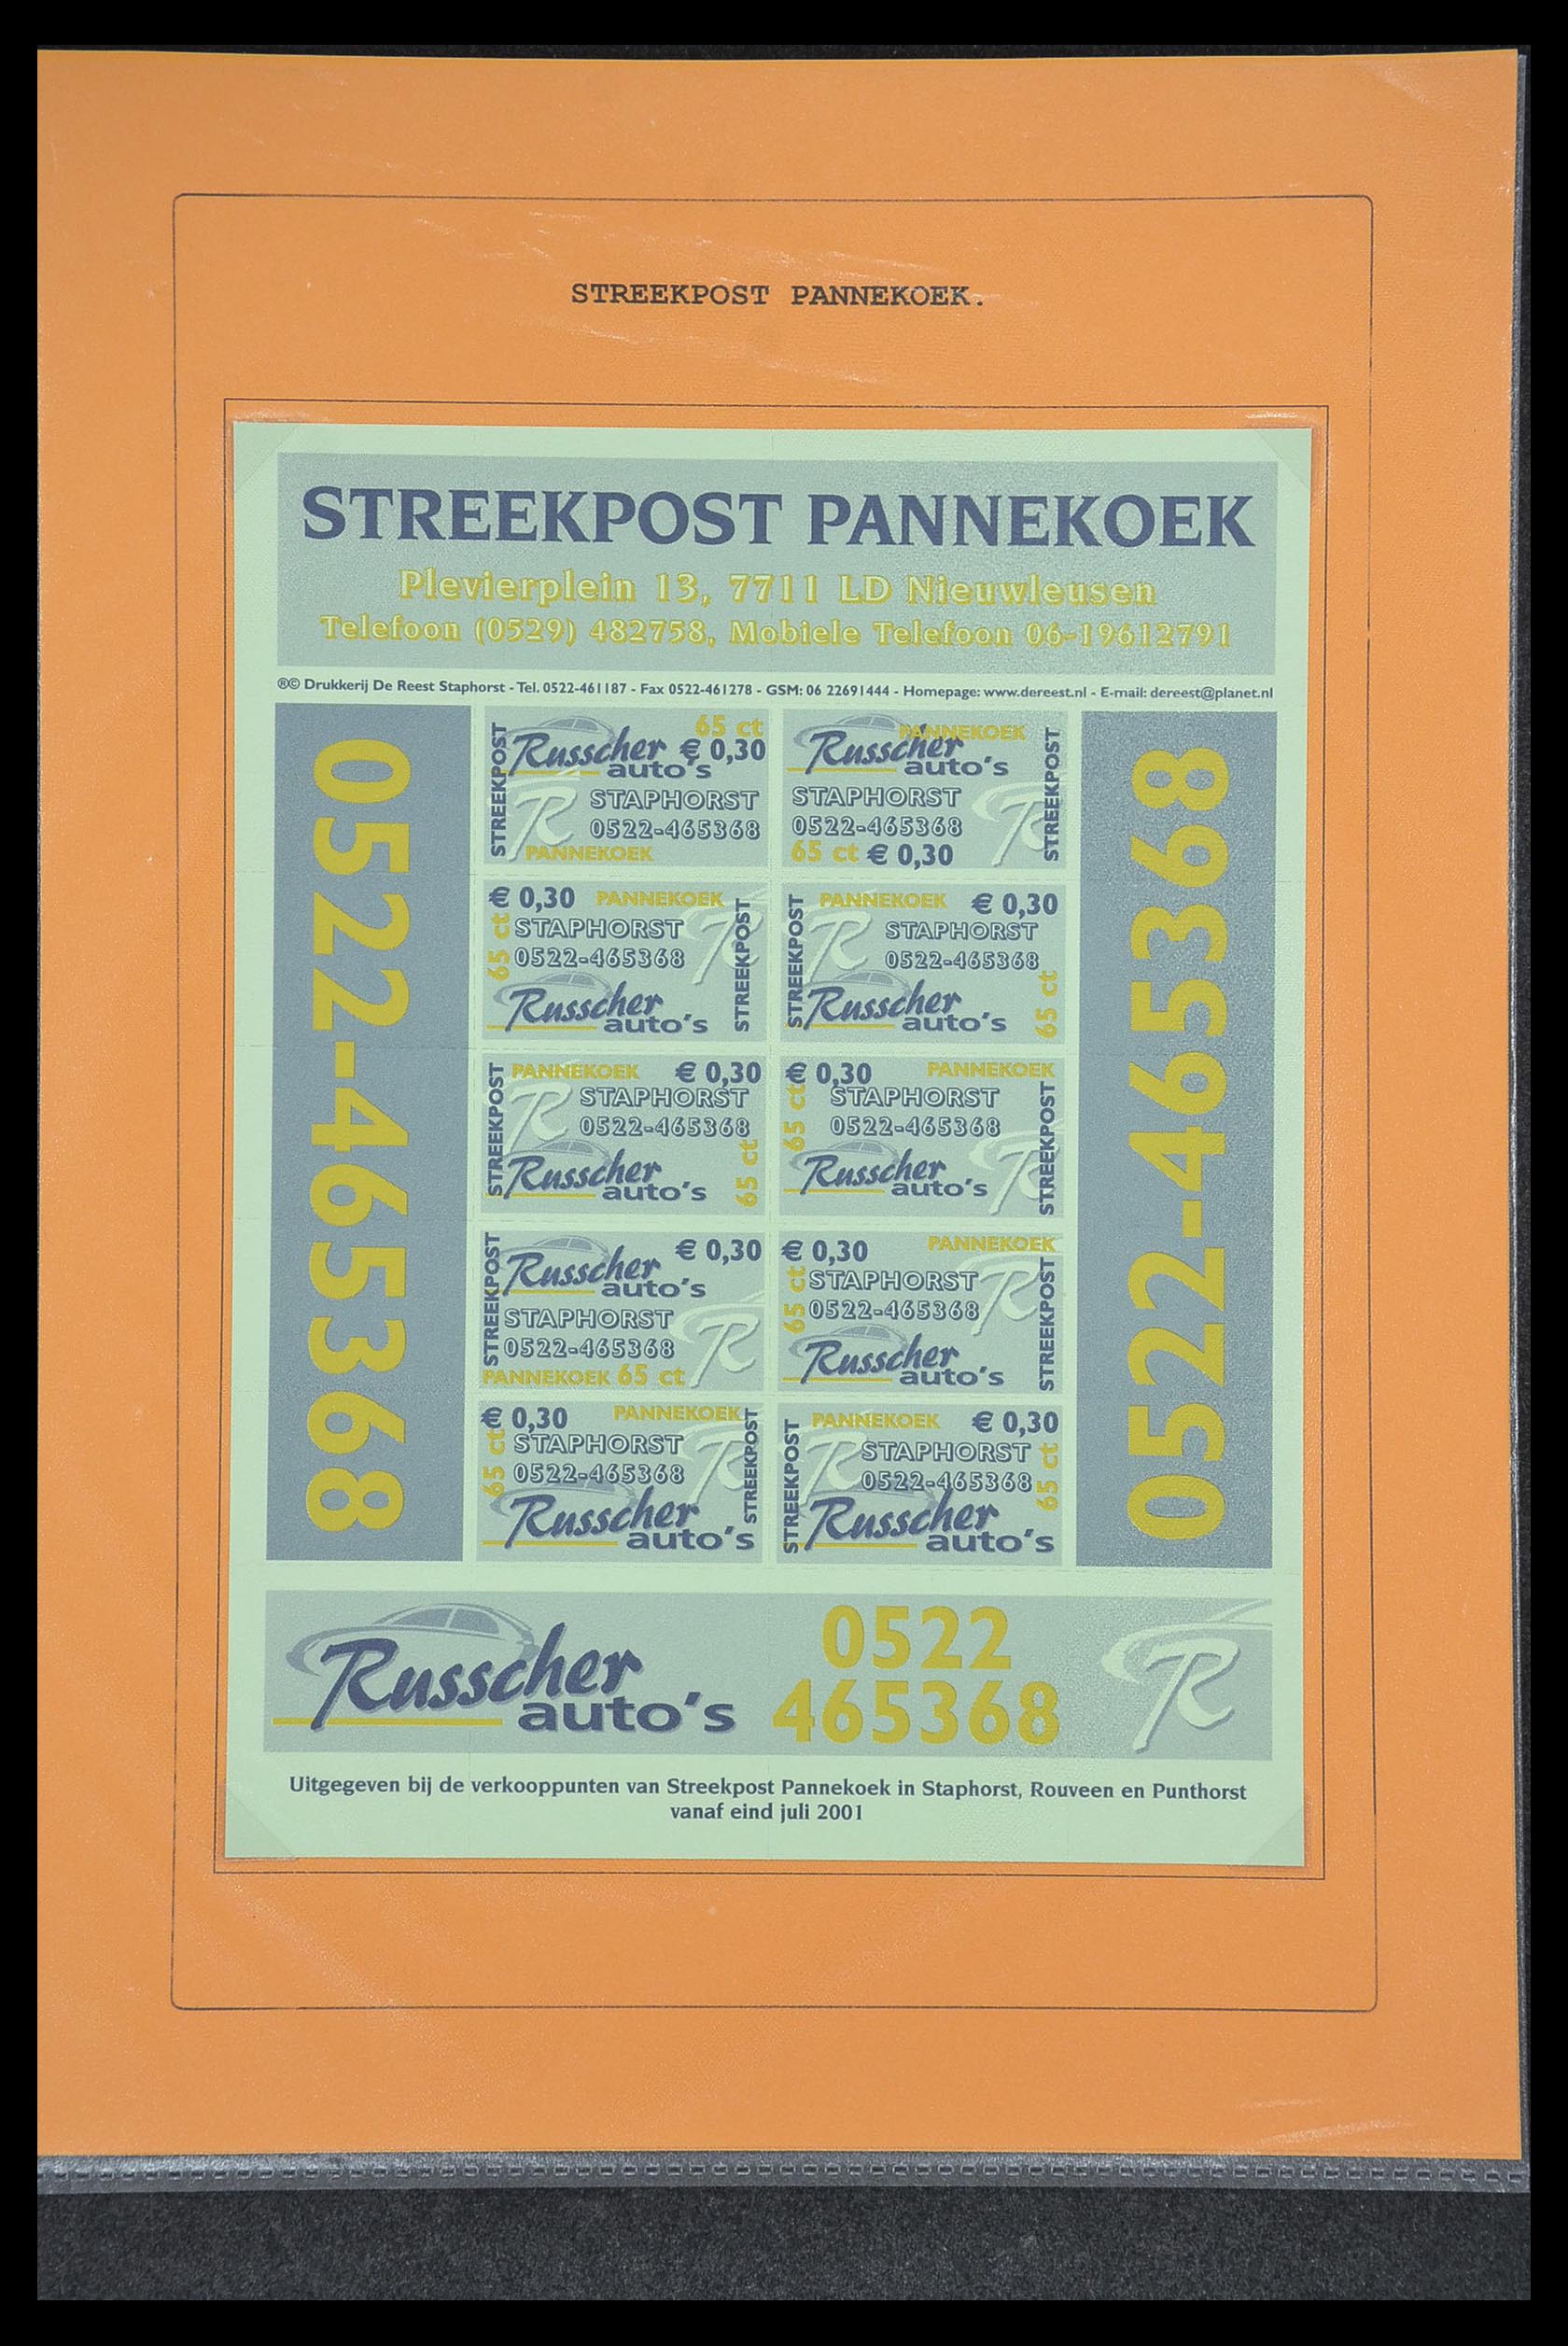 STREEKPOST PANNEKOEK.
STREEKPOST PANNEKOEK
Plevierplein 13, 7711 LD Nieuwleusen
Telefoon (0529) 482758, Mobiele Telefoon 06-19612791
®© Drukkerij De Reest Staphorst - Tel. 0522-461187 - Fax 0522-461278 - GSM: 06 22691444 - Homepage: www.dereest.nl - E-mail: dereest@planet.nl
0522-465368
STREEKPOST
65 ct
Russcher € 0,30
auto's
STAPHORST
0522-465368
PANNEKOEK
PANNEKOEK
Russcher
auto's
STAPHORST
0522-465368
65 ct € 0,30
R
STREEKPOST
€ 0,30 PANNEKOEK
65 ct
STAPHORST
0522-465368
Russcher
auto's
R
STREEKPOST
STREEKPOST
PANNEKOEK € 0,30
R
STAPHORST
0522-465368
Russcher
auto's
65 ct
STREEKPOST
PANNEKOEK € 0,30
R
STAPHORST
0522-465368
Russcher
auto's
65 ct
€ 0,30 PANNEKOEK
65 ct
STAPHORST
0522-465368
Russcher
auto's
R
STREEKPOST
STREEKPOST
Russcher € 0,30
auto's
STAPHORST
0522-465368
PANNEKOEK 65 ct
R
€ 0,30 PANNEKOEK
65 ct
STAPHORST
0522-465368
Russcher
auto's
R
STREEKPOST
€ 0,30 PANNEKOEK
65 ct
STAPHORST
0522-465368
Russcher
auto's
R
STREEKPOST
STREEKPOST
PANNEKOEK € 0,30
R
STAPHORST
0522-465368
Russcher
auto's
65 ct
0522-465368
Russcher
auto's
0522
465368
R
Uitgegeven bij de verkooppunten van Streekpost Pannekoek in Staphorst, Rouveen en Punthorst
vanaf eind juli 2001